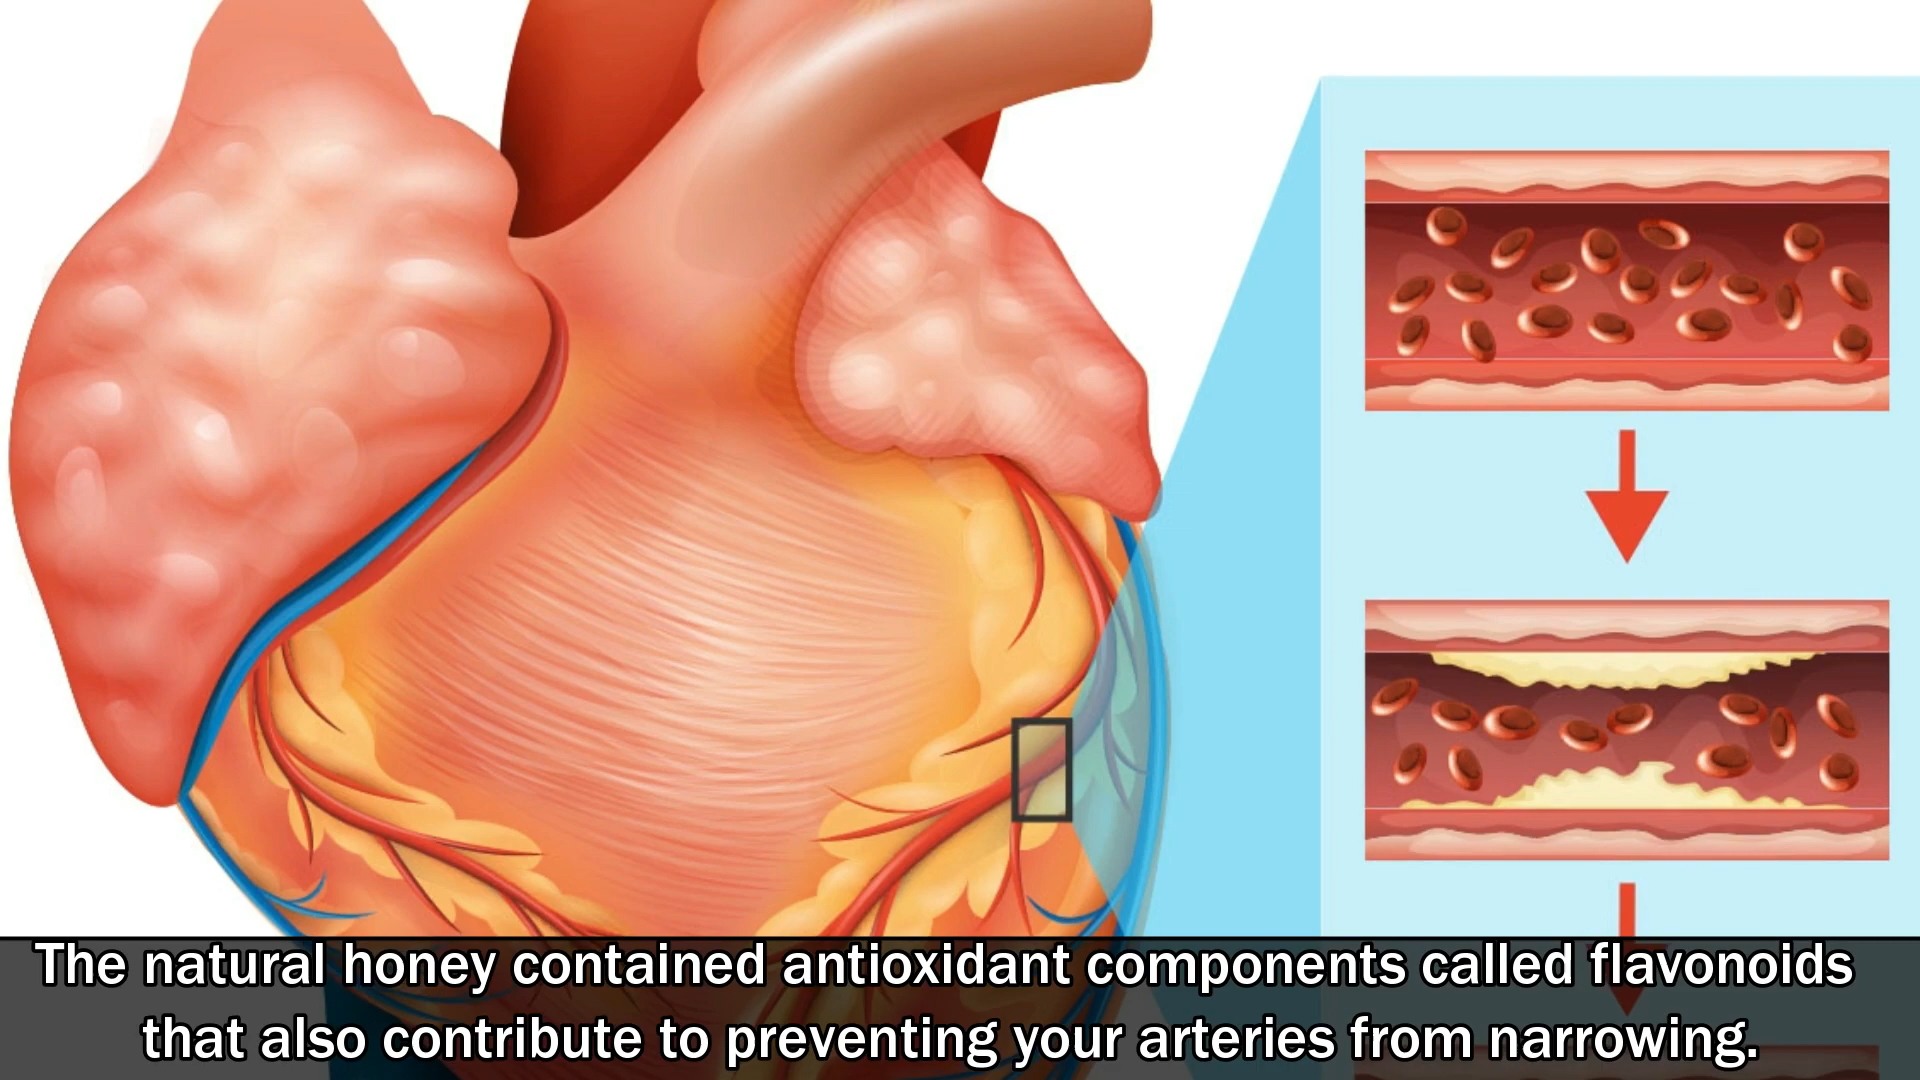 The natural honey contained antioxidant components called flavonoids
that also contribute to preventing your arteries from narrowing.